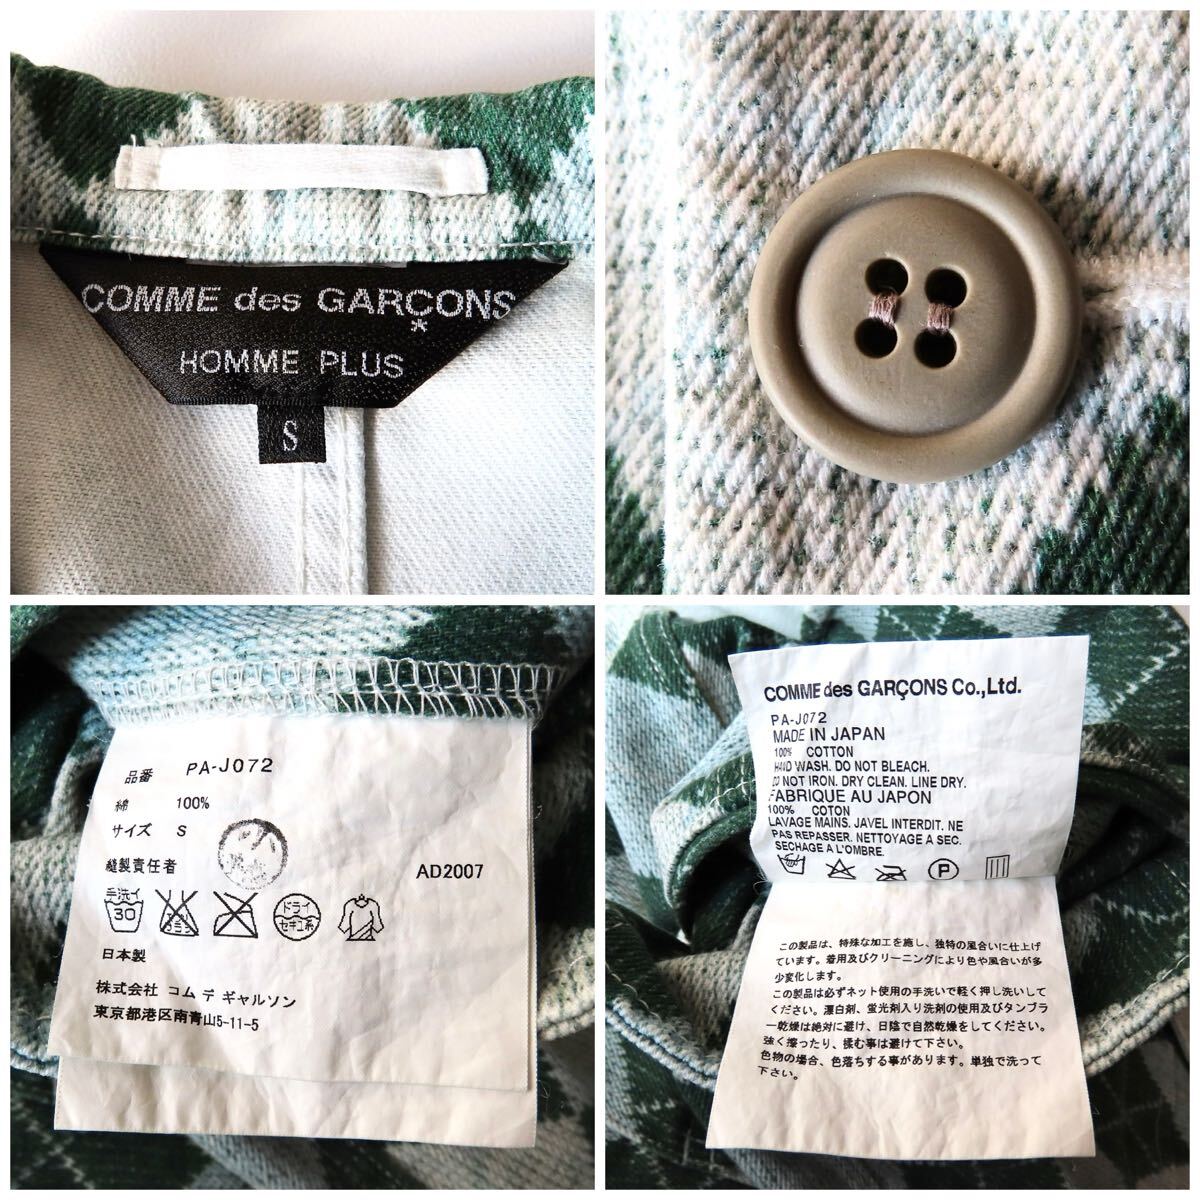 COMME des GARÇONS
*
HOMME PLUS
S
品番 PA-J072
綿 100%
サイズ S
縫製責任者
AD2007
手洗イ
30
ドライ
セキユ系
日本製
株式会社 コム デ ギャルソン
東京都港区南青山5-11-5
COMME des GARÇONS Co.,Ltd.
PA-J072
MADE IN JAPAN
100% COTTON
HAND WASH. DO NOT BLEACH.
DO NOT IRON. DRY CLEAN. LINE DRY.
FABRIQUE AU JAPON
100% COTON
LAVAGE MAINS. JAVEL INTERDIT. NE
PAS REPASSER. NETTOYAGE A SEC.
SECHAGE A L'OMBRE.
P
この製品は、特殊な加工を施し、独特の風合いに仕上げ
ています。着用及びクリーニングにより色や風合いが多
少変化します。
この製品は必ずネット使用の手洗いで軽く押し洗いして
ください。漂白剤、蛍光剤入り洗剤の使用及びタンブラ
ー乾燥は絶対に避け、日陰で自然乾燥をしてください。
強く擦ったり、揉む事は避けて下さい。
色物の場合、色落ちする事があります。単独で洗って
下さい。